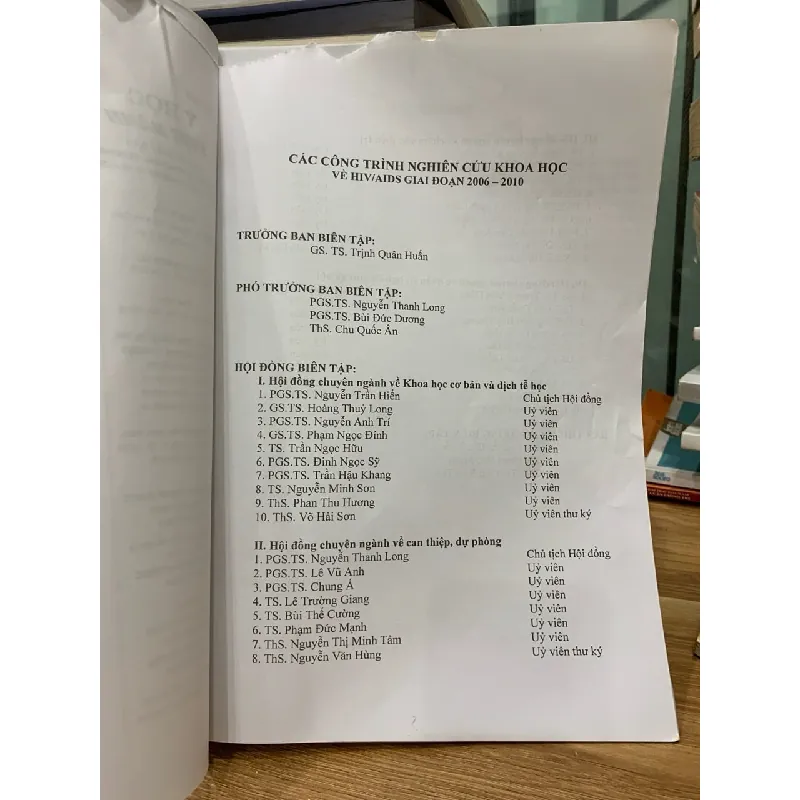 CÁC CÔNG TRÌNH NGHIÊN CỨU KHOA HỌC
VỀ HIV/AIDS GIAI ĐOẠN 2006 – 2010
TRƯỞNG BAN BIÊN TẬP:
GS. TS. Trịnh Quân Huấn
PHÓ TRƯỞNG BAN BIÊN TẬP:
PGS.TS. Nguyễn Thanh Long
PGS.TS. Bùi Đức Dương
ThS. Chu Quốc Ân
HỘI ĐỒNG BIÊN TẬP:
I. Hội đồng chuyên ngành về Khoa học cơ bản và dịch tễ học
1. PGS.TS. Nguyễn Trần Hiển Chủ tịch Hội đồng
2. GS.TS. Hoàng Thuỷ Long Uỷ viên
3. PGS.TS. Nguyễn Anh Trí Uỷ viên
4. GS.TS. Phạm Ngọc Đính Uỷ viên
5. TS. Trần Ngọc Hữu Uỷ viên
6. PGS.TS. Đinh Ngọc Sỹ Uỷ viên
7. PGS.TS. Trần Hậu Khang Uỷ viên
8. TS. Nguyễn Minh Sơn Uỷ viên
9. ThS. Phan Thu Hương Uỷ viên
10. ThS. Võ Hải Sơn Uỷ viên thư ký
II. Hội đồng chuyên ngành về can thiệp, dự phòng
1. PGS.TS. Nguyễn Thanh Long Chủ tịch Hội đồng
2. PGS.TS. Lê Vũ Anh Uỷ viên
3. PGS.TS. Chung Á Uỷ viên
4. TS. Lê Trường Giang Uỷ viên
5. TS. Bùi Thế Cường Uỷ viên
6. TS. Phạm Đức Mạnh Uỷ viên
7. ThS. Nguyễn Thị Minh Tâm Uỷ viên
8. ThS. Nguyễn Văn Hùng Uỷ viên thư ký